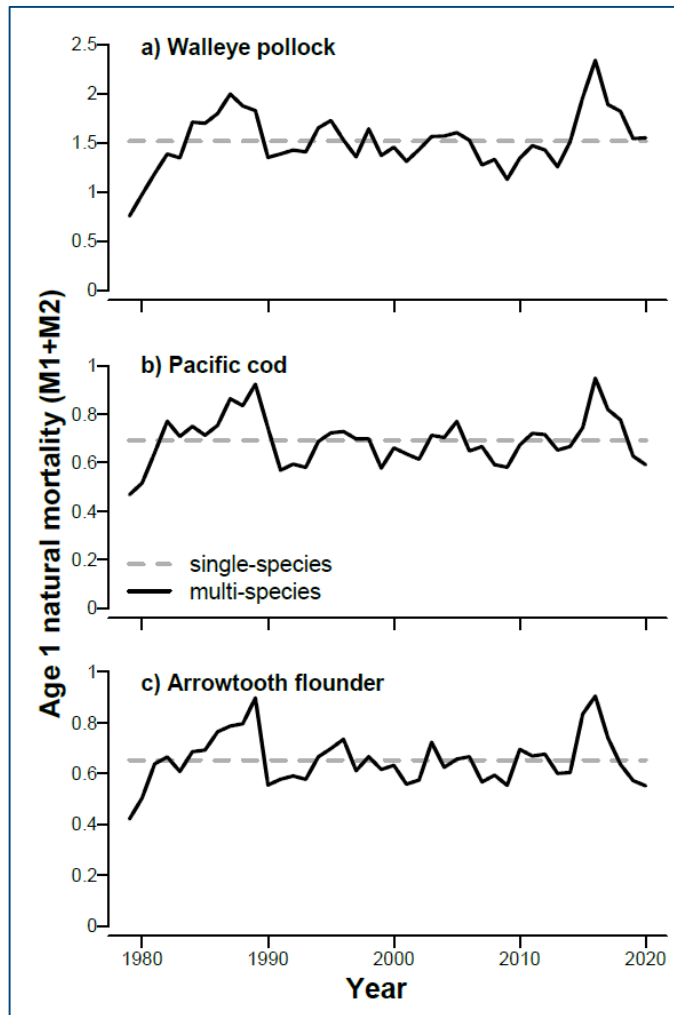 a) Walleye pollock
2.5
2
1.5
1
0.5
0
b) Pacific cod
1
0.8
0.6
0.4
0.2
0
single-species
multi-species
c) Arrowtooth flounder
1
0.8
0.6
0.4
0.2
0
1980 1990 2000 2010 2020
Year
Age 1 natural mortality (M1+M2)